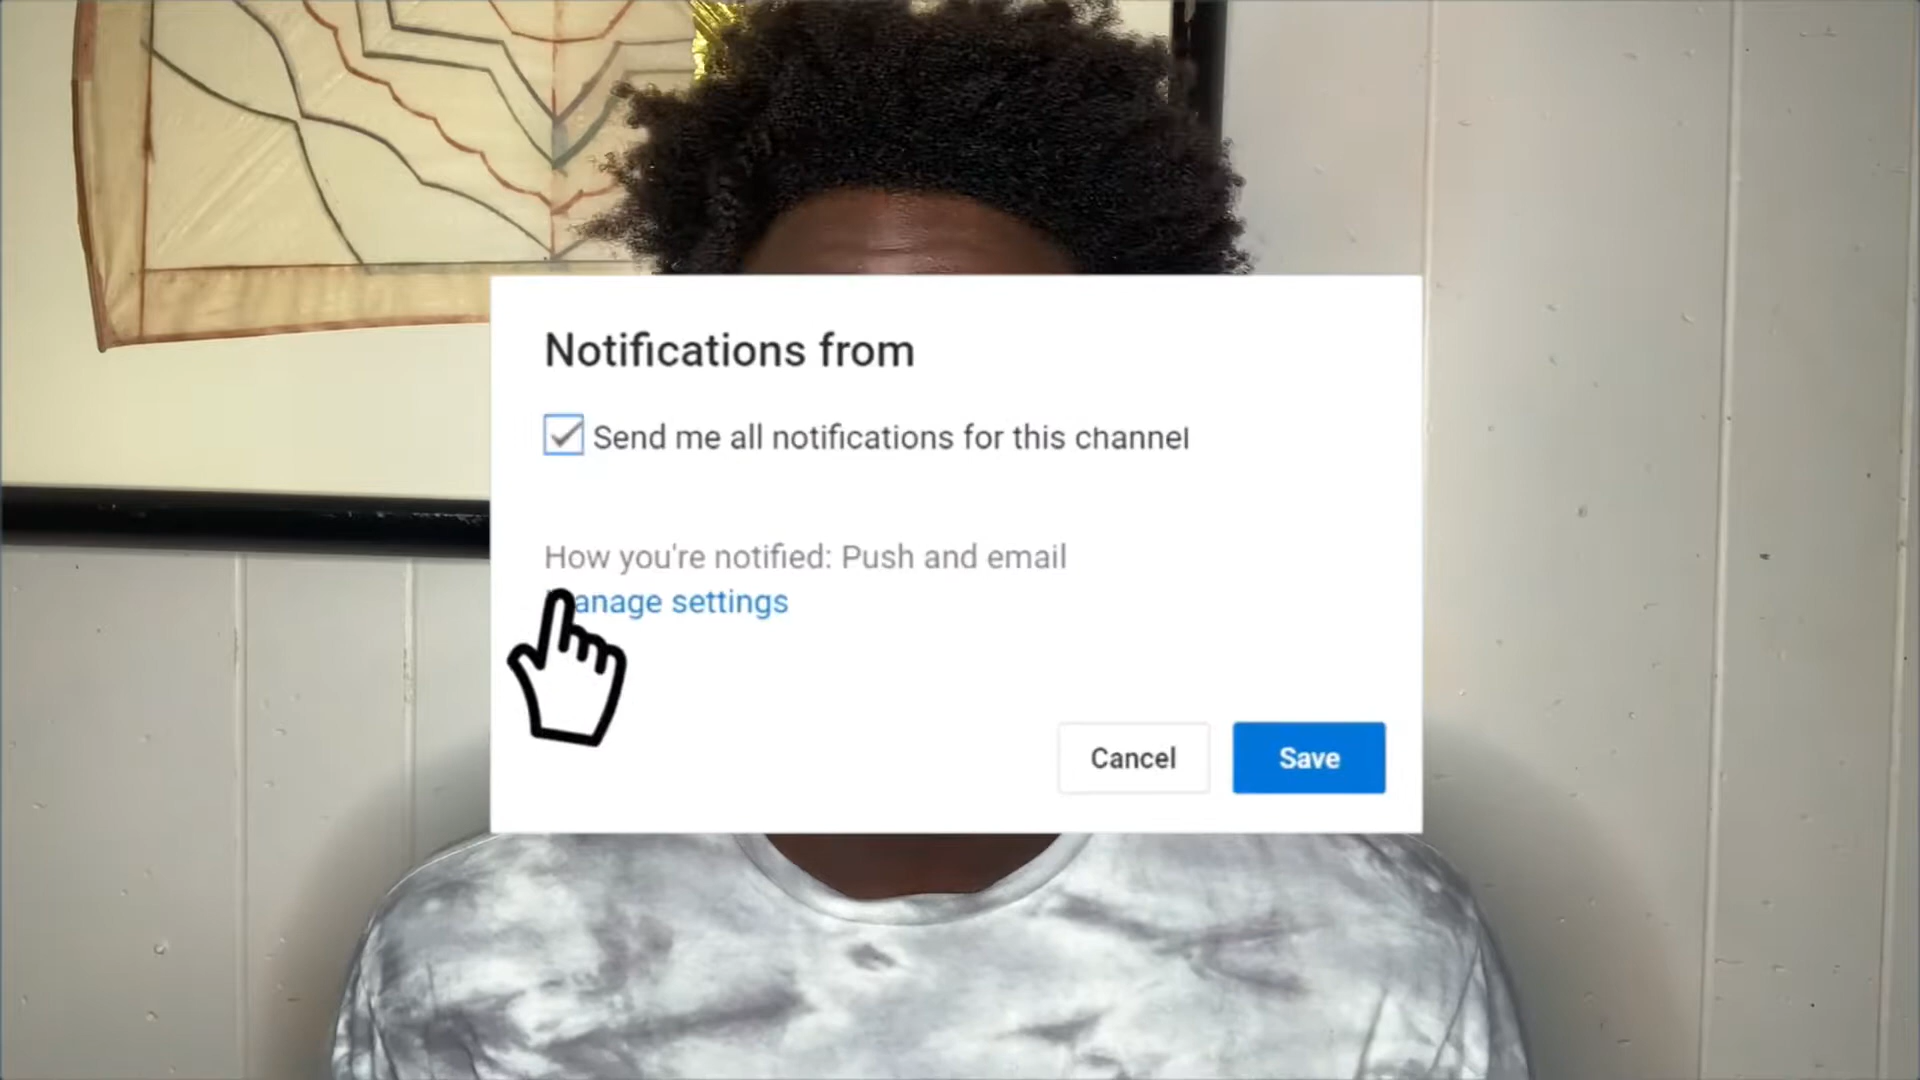 Notifications from
Send me all notifications for this channel
How you're notified: Push and email
anage settings
Cancel
Save